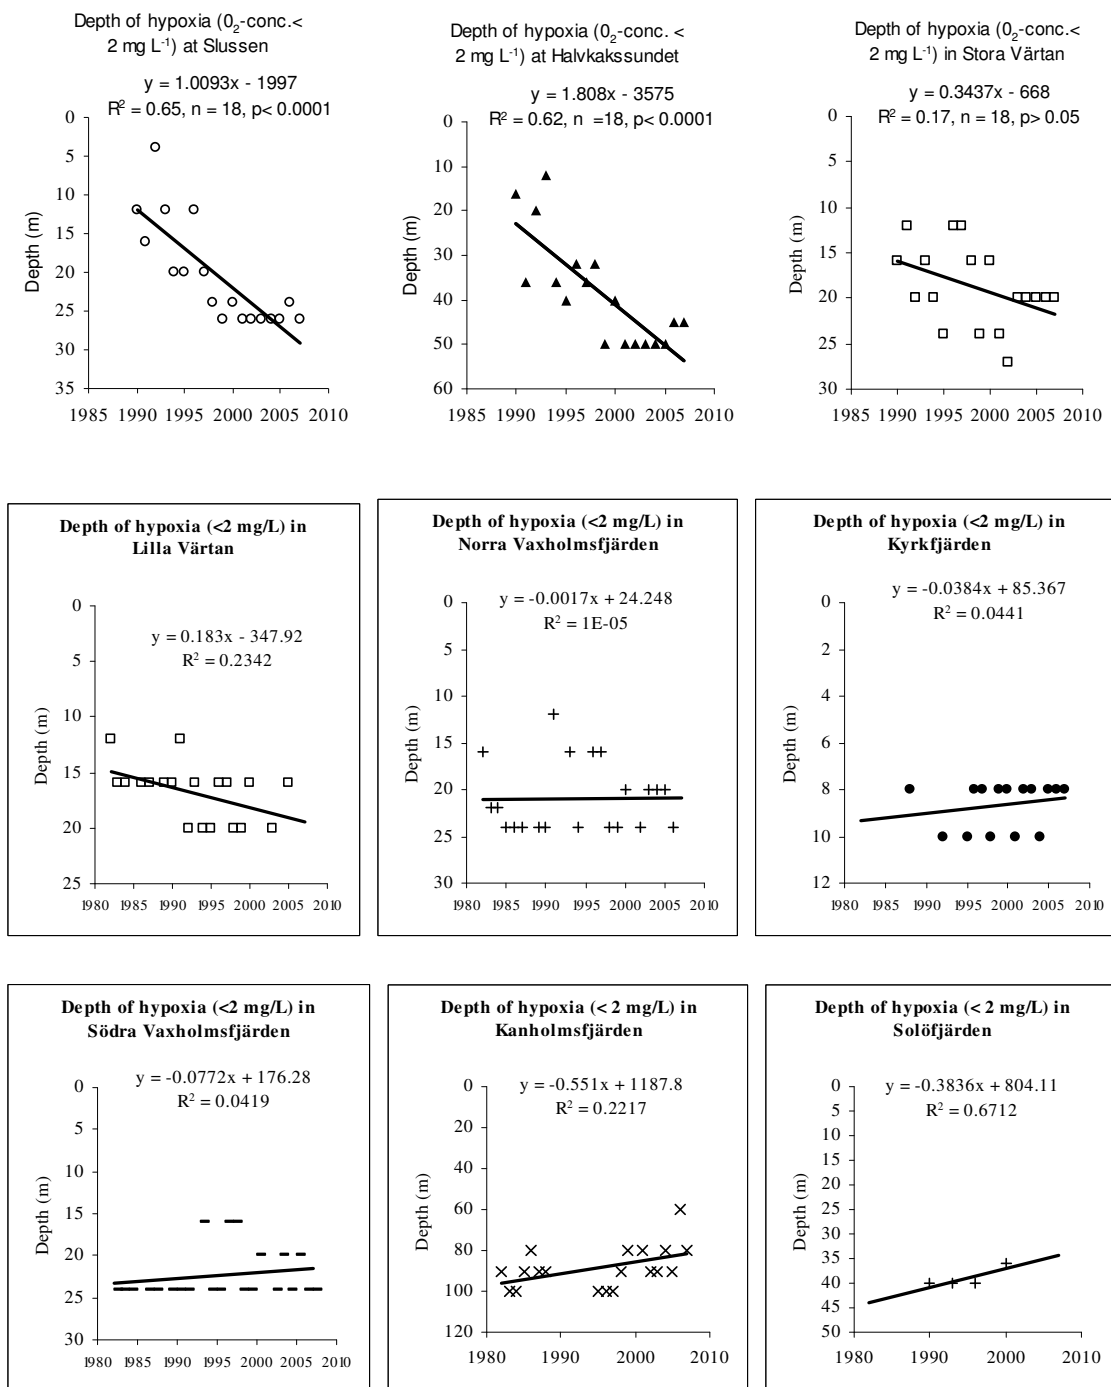 Depth of hypoxia (0₂-conc.<
2 mg L⁻¹) at Slussen
y = 1.0093x - 1997
R² = 0.65, n = 18, p< 0.0001
0
5
10
15
20
25
30
35
Depth (m)
1985 1990 1995 2000 2005 2010
Depth of hypoxia (0₂-conc. <
2 mg L⁻¹) at Halvkakssundet
y = 1.808x - 3575
R² = 0.62, n =18, p< 0.0001
0
10
20
30
40
50
60
Depth (m)
1985 1990 1995 2000 2005 2010
Depth of hypoxia (0₂-conc.<
2 mg L⁻¹) in Stora Värtan
y = 0.3437x - 668
R² = 0.17, n = 18, p> 0.05
0
5
10
15
20
25
30
Depth (m)
1985 1990 1995 2000 2005 2010
Depth of hypoxia (<2 mg/L) in
Lilla Värtan
y = 0.183x - 347.92
R² = 0.2342
0
5
10
15
20
25
Depth (m)
1980 1985 1990 1995 2000 2005 2010
Depth of hypoxia (<2 mg/L) in
Norra Vaxholmsfjärden
y = -0.0017x + 24.248
R² = 1E-05
0
5
10
15
20
25
30
Depth (m)
1980 1985 1990 1995 2000 2005 2010
Depth of hypoxia (<2 mg/L) in
Kyrkfjärden
y = -0.0384x + 85.367
R² = 0.0441
0
2
4
6
8
10
12
Depth (m)
1980 1985 1990 1995 2000 2005 2010
Depth of hypoxia (<2 mg/L) in
Södra Vaxholmsfjärden
y = -0.0772x + 176.28
R² = 0.0419
0
5
10
15
20
25
30
Depth (m)
1980 1985 1990 1995 2000 2005 2010
Depth of hypoxia (< 2 mg/L) in
Kanholmsfjärden
y = -0.551x + 1187.8
R² = 0.2217
0
20
40
60
80
100
120
Depth (m)
1980 1990 2000 2010
Depth of hypoxia (< 2 mg/L) in
Solöfjärden
y = -0.3836x + 804.11
R² = 0.6712
0
5
10
15
20
25
30
35
40
45
50
Depth (m)
1980 1990 2000 2010